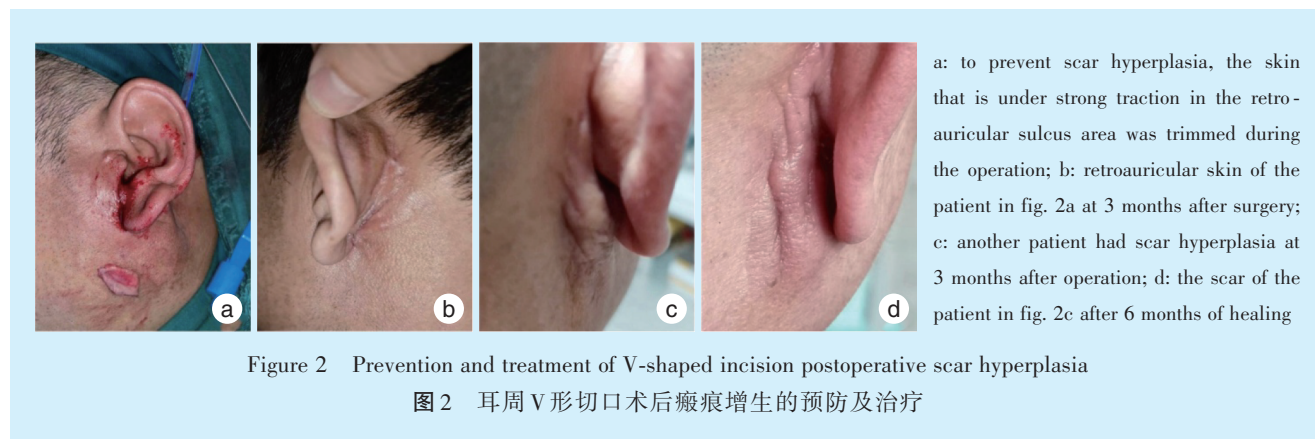 a: to prevent scar hyperplasia, the skin
that is under strong traction in the retro-
auricular sulcus area was trimmed during
the operation; b: retroauricular skin of the
patient in fig. 2a at 3 months after surgery;
c: another patient had scar hyperplasia at
3 months after operation; d: the scar of the
patient in fig. 2c after 6 months of healing
a
b
c
d
Figure 2 Prevention and treatment of V-shaped incision postoperative scar hyperplasia
图2 耳周V形切口术后瘢痕增生的预防及治疗